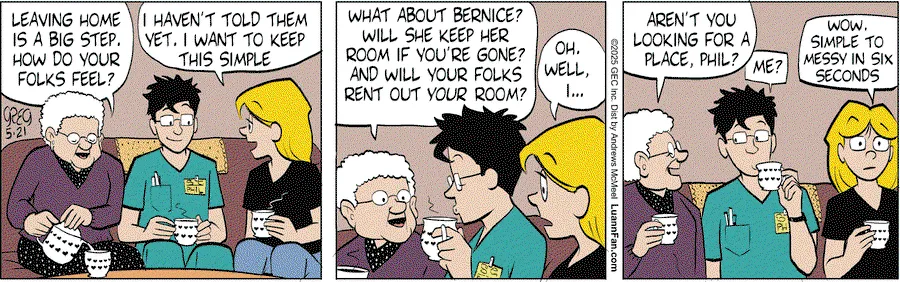 LEAVING HOME
IS A BIG STEP.
HOW DO YOUR
FOLKS FEEL?
I HAVEN'T TOLD THEM
YET. I WANT TO KEEP
THIS SIMPLE
GREG
5-21
WHAT ABOUT BERNICE?
WILL SHE KEEP HER
ROOM IF YOU'RE GONE?
AND WILL YOUR FOLKS
RENT OUT YOUR ROOM?
OH.
WELL,
I...
©2025 GEC Inc. Dist by Andrews McMeel LuannFan.com
AREN'T YOU
LOOKING FOR A
PLACE, PHIL?
ME?
WOW.
SIMPLE TO
MESSY IN SIX
SECONDS